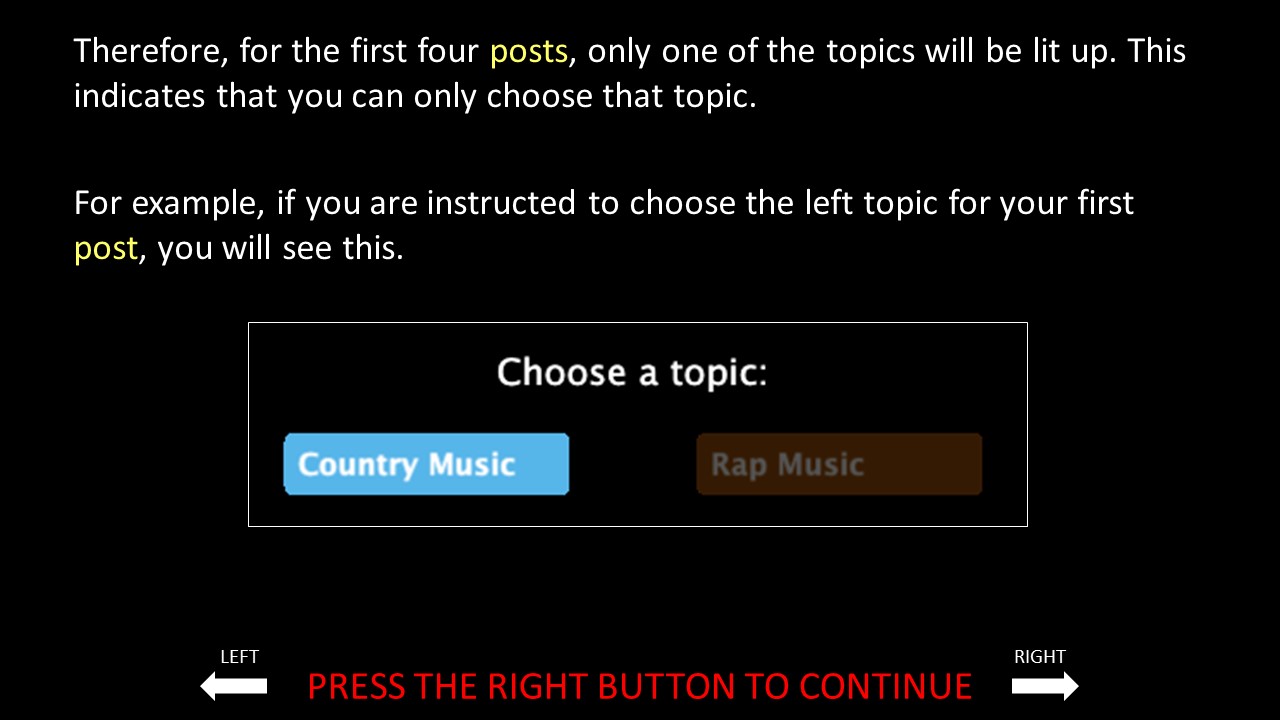 Therefore, for the first four posts, only one of the topics will be lit up. This
indicates that you can only choose that topic.
For example, if you are instructed to choose the left topic for your first
post, you will see this.
Choose a topic:
Country Music
Rap Music
LEFT
RIGHT
PRESS THE RIGHT BUTTON TO CONTINUE